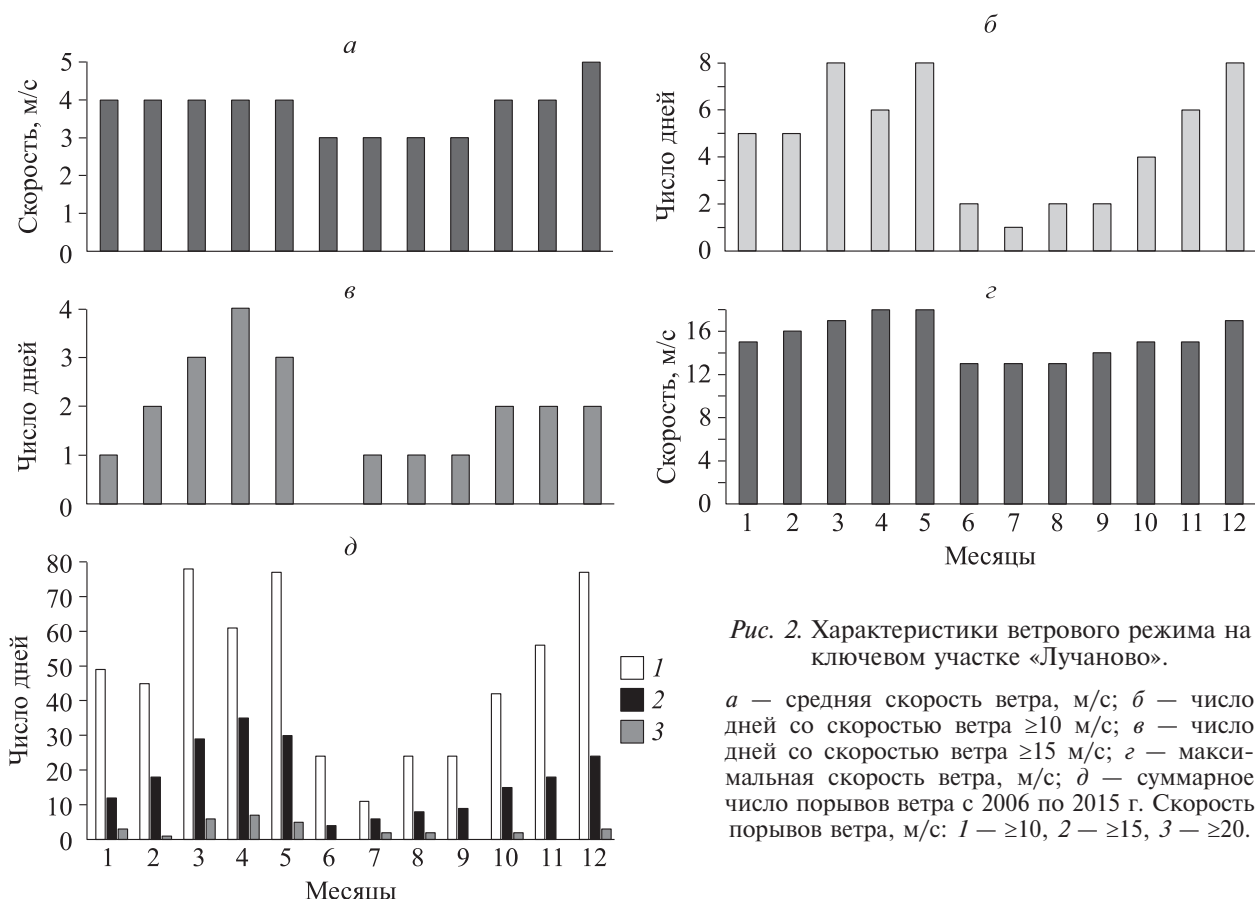 а
Скорость, м/с
5
4
3
2
1
0
б
Число дней
8
6
4
2
0
в
Число дней
4
3
2
1
0
г
Скорость, м/с
16
12
8
4
0
1 2 3 4 5 6 7 8 9 10 11 12
Месяцы
д
Число дней
80
70
60
50
40
30
20
10
0
1 2 3 4 5 6 7 8 9 10 11 12
Месяцы
1
2
3
Рис. 2. Характеристики ветрового режима на
ключевом участке «Лучаново».
а — средняя скорость ветра, м/с; б — число
дней со скоростью ветра ≥10 м/с; в — число
дней со скоростью ветра ≥15 м/с; г — макси-
мальная скорость ветра, м/с; д — суммарное
число порывов ветра с 2006 по 2015 г. Скорость
порывов ветра, м/с: 1 — ≥10, 2 — ≥15, 3 — ≥20.